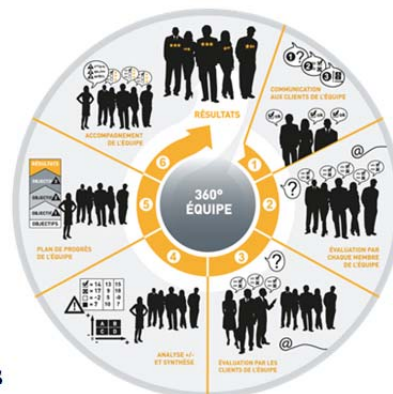 RÉSULTATS
COMMUNICATION
AUX CLIENTS DE L'ÉQUIPE
1
ÉVALUATION PAR
CHAQUE MEMBRE
DE L'ÉQUIPE
2
ÉVALUATION PAR LES
CLIENTS DE L'ÉQUIPE
3
ANALYSE +/-
ET SYNTHÈSE
4
PLAN DE PROGRÈS
DE L'ÉQUIPE
5
ACCOMPAGNEMENT
DE L'ÉQUIPE
6
360°
ÉQUIPE
RÉSULTATS
OBJECTIF
OBJECTIF
OBJECTIF
OBJECTIFS